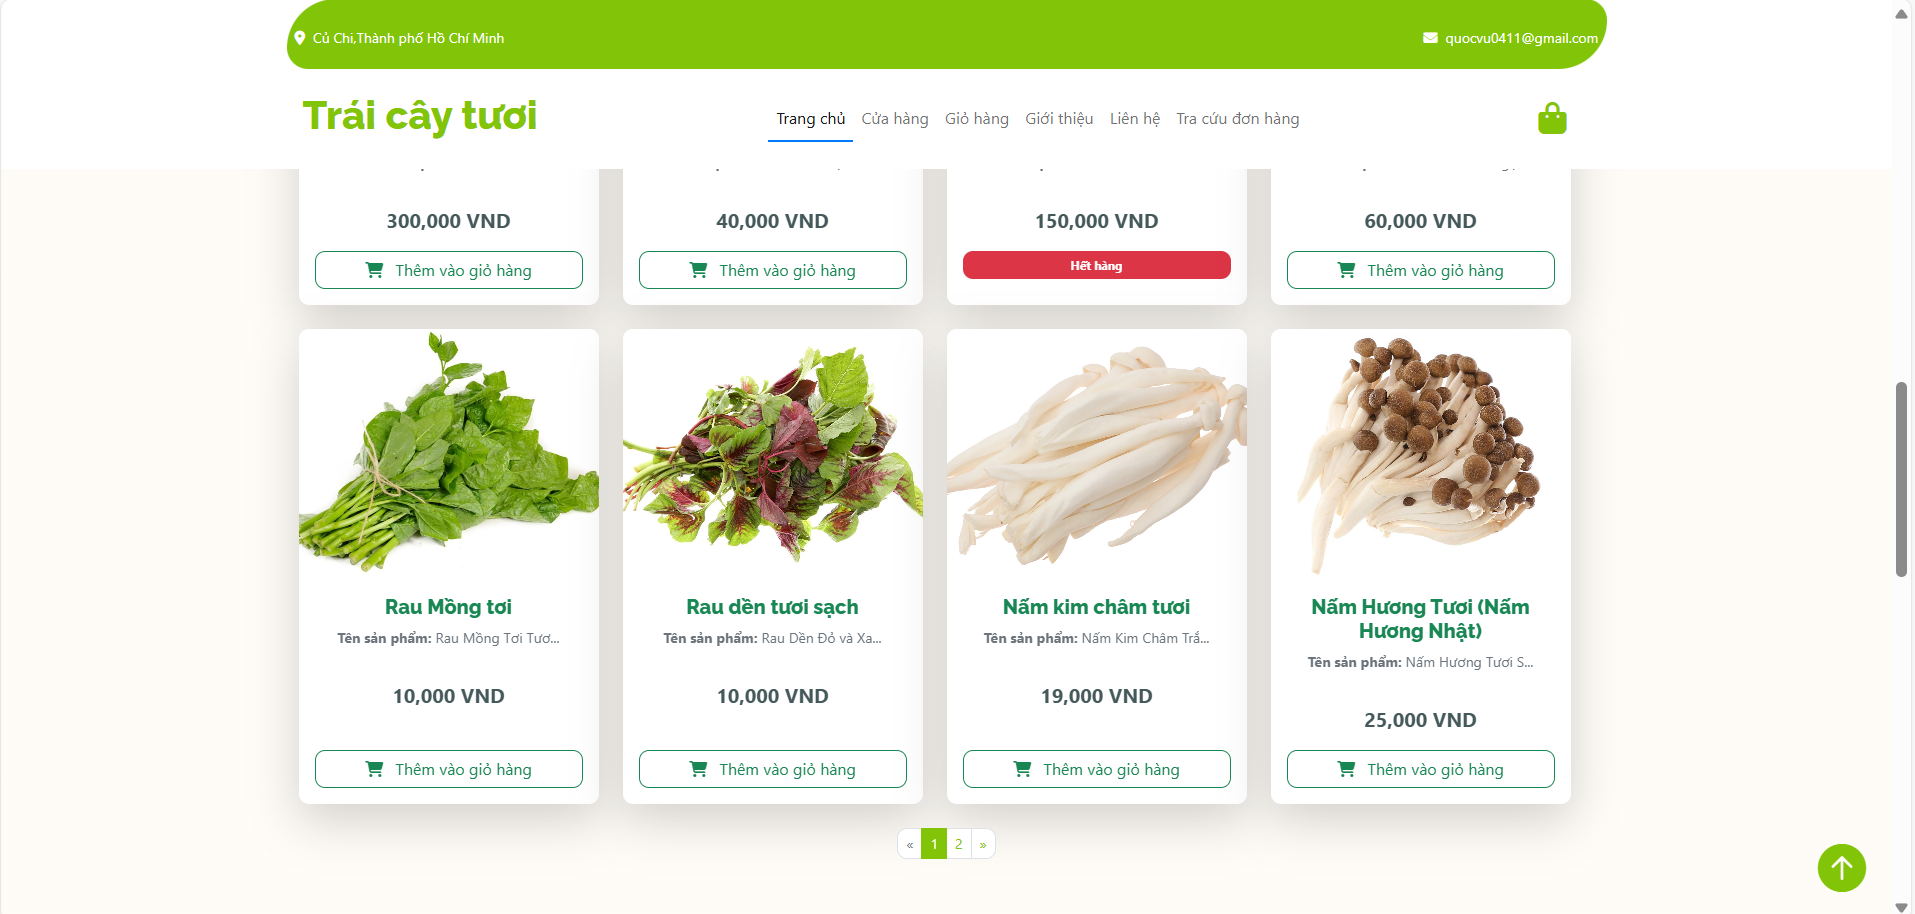 Củ Chi,Thành phố Hồ Chí Minh
quocvu0411@gmail.com
Trái cây tươi
Trang chủ
Cửa hàng
Giỏ hàng
Giới thiệu
Liên hệ
Tra cứu đơn hàng
300,000 VND
40,000 VND
150,000 VND
60,000 VND
Thêm vào giỏ hàng
Thêm vào giỏ hàng
Hết hàng
Thêm vào giỏ hàng
Rau Mồng tơi
Tên sản phẩm: Rau Mồng Tơi Tươ...
10,000 VND
Thêm vào giỏ hàng
Rau dền tươi sạch
Tên sản phẩm: Rau Dền Đỏ và Xa...
10,000 VND
Thêm vào giỏ hàng
Nấm kim châm tươi
Tên sản phẩm: Nấm Kim Châm Trắ...
19,000 VND
Thêm vào giỏ hàng
Nấm Hương Tươi (Nấm
Hương Nhật)
Tên sản phẩm: Nấm Hương Tươi S...
25,000 VND
Thêm vào giỏ hàng
« 1 2 »